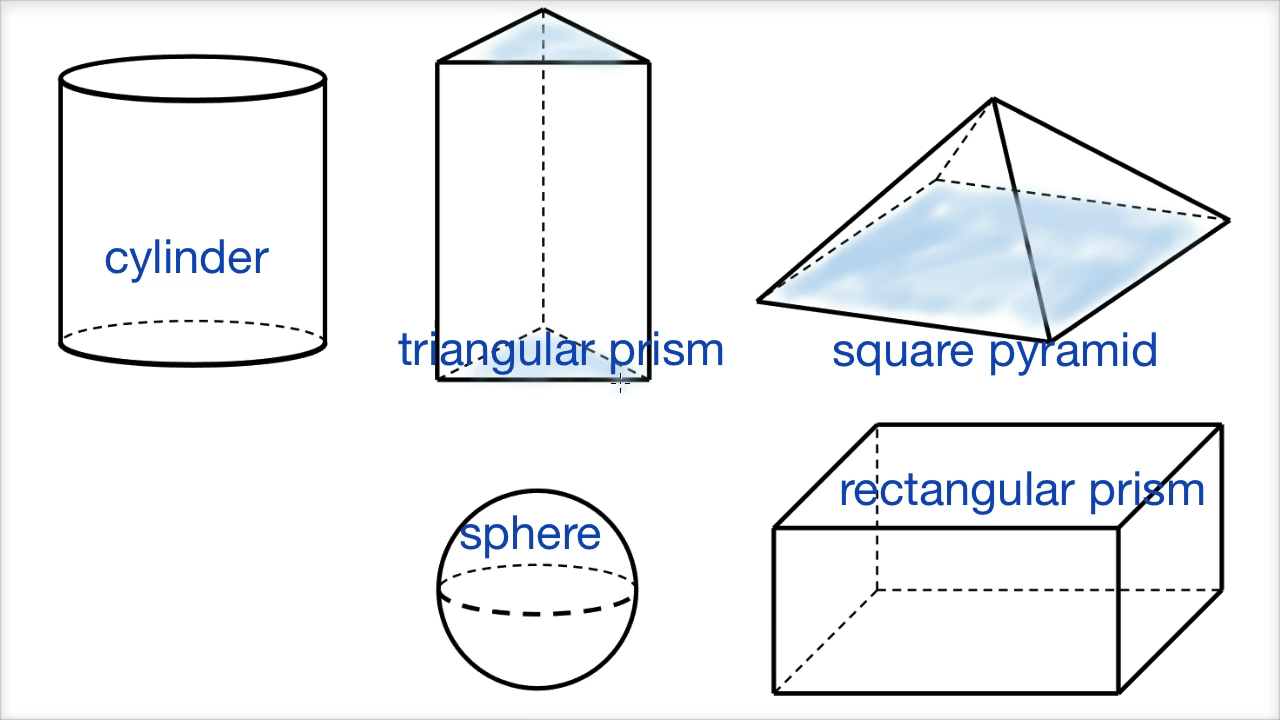 cylinder
triangular prism
square pyramid
sphere
rectangular prism